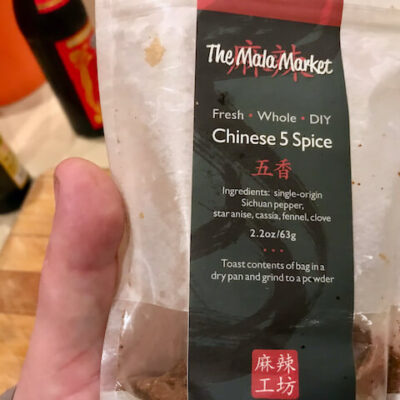 麻辣
The Mala Market
Fresh • Whole • DIY
Chinese 5 Spice
五香
Ingredients: single-origin
Sichuan pepper,
star anise, cassia, fennel, clove
2.2oz/63g
Toast contents of bag in a
dry pan and grind to a powder
麻辣
工坊